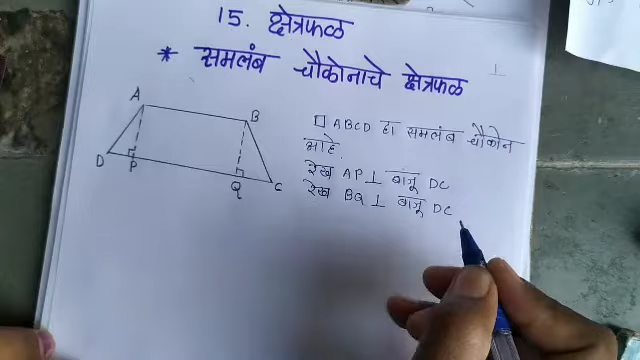 15. क्षेत्रफळ
* समलंब चौकोनाचे क्षेत्रफळ
A
B
D
P
Q
C
□ ABCD हा समलंब चौकोन
आहे.
रेख AP ⊥ बाजू DC
रेख BQ ⊥ बाजू DC
⊥